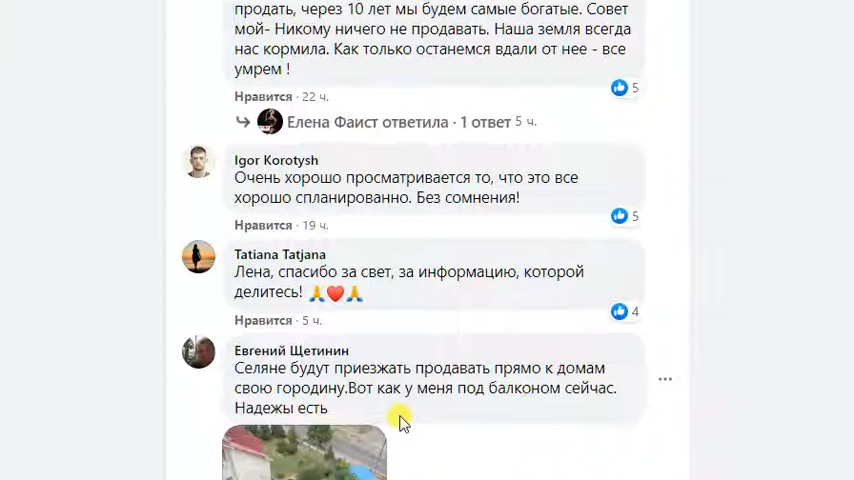 продать, через 10 лет мы будем самые богатые. Совет
мой- Никому ничего не продавать. Наша земля всегда
нас кормила. Как только останемся вдали от нее - все
умрем !
5
Нравится · 22 ч.
Елена Фаист ответила · 1 ответ 5 ч.
Igor Korotysh
Очень хорошо просматривается то, что это все
хорошо спланированно. Без сомнения!
5
Нравится · 19 ч.
Tatiana Tatjana
Лена, спасибо за свет, за информацию, которой
делитесь! 🙏❤️🙏
4
Нравится · 5 ч.
Евгений Щетинин
Селяне будут приезжать продавать прямо к домам
свою городину.Вот как у меня под балконом сейчас.
Надежы есть